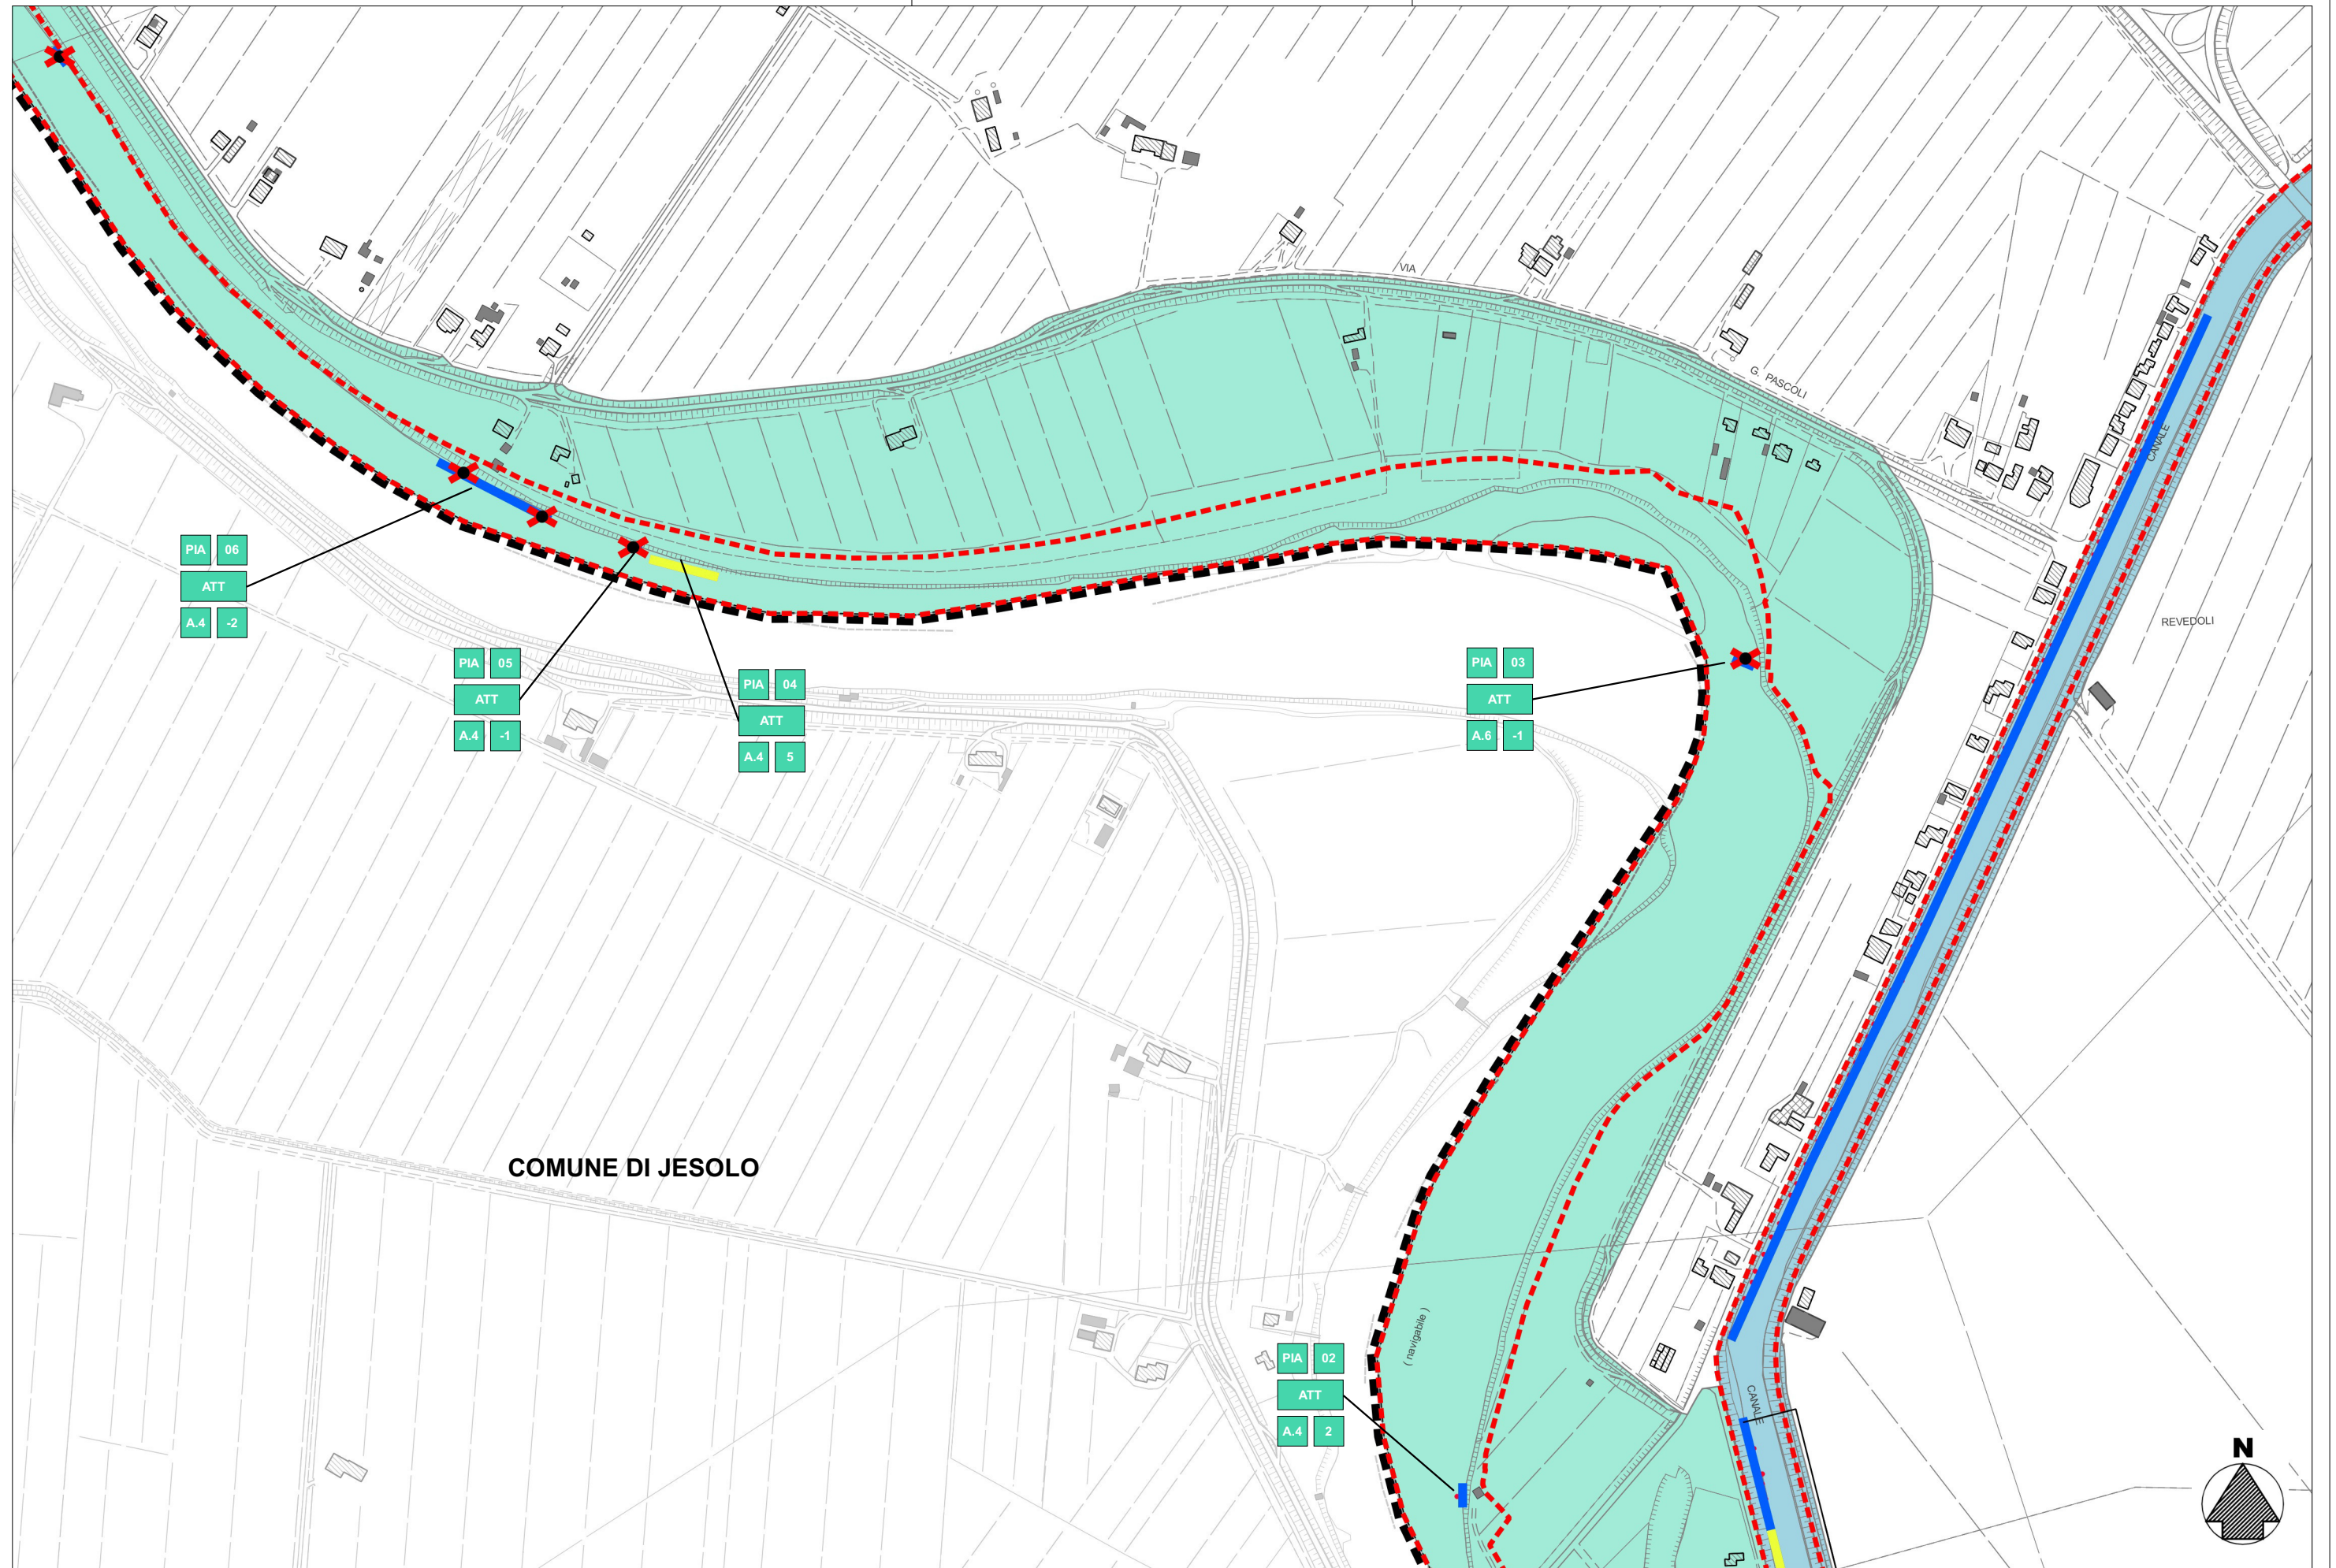 VIA
G. PASCOLI
CANALE
REVEDOLI
PIA 06
ATT
A.4 -2
PIA 05
ATT
A.4 -1
PIA 04
ATT
A.4 5
PIA 03
ATT
A.6 -1
COMUNE DI JESOLO
( navigabile )
PIA 02
ATT
A.4 2
CANALE
N